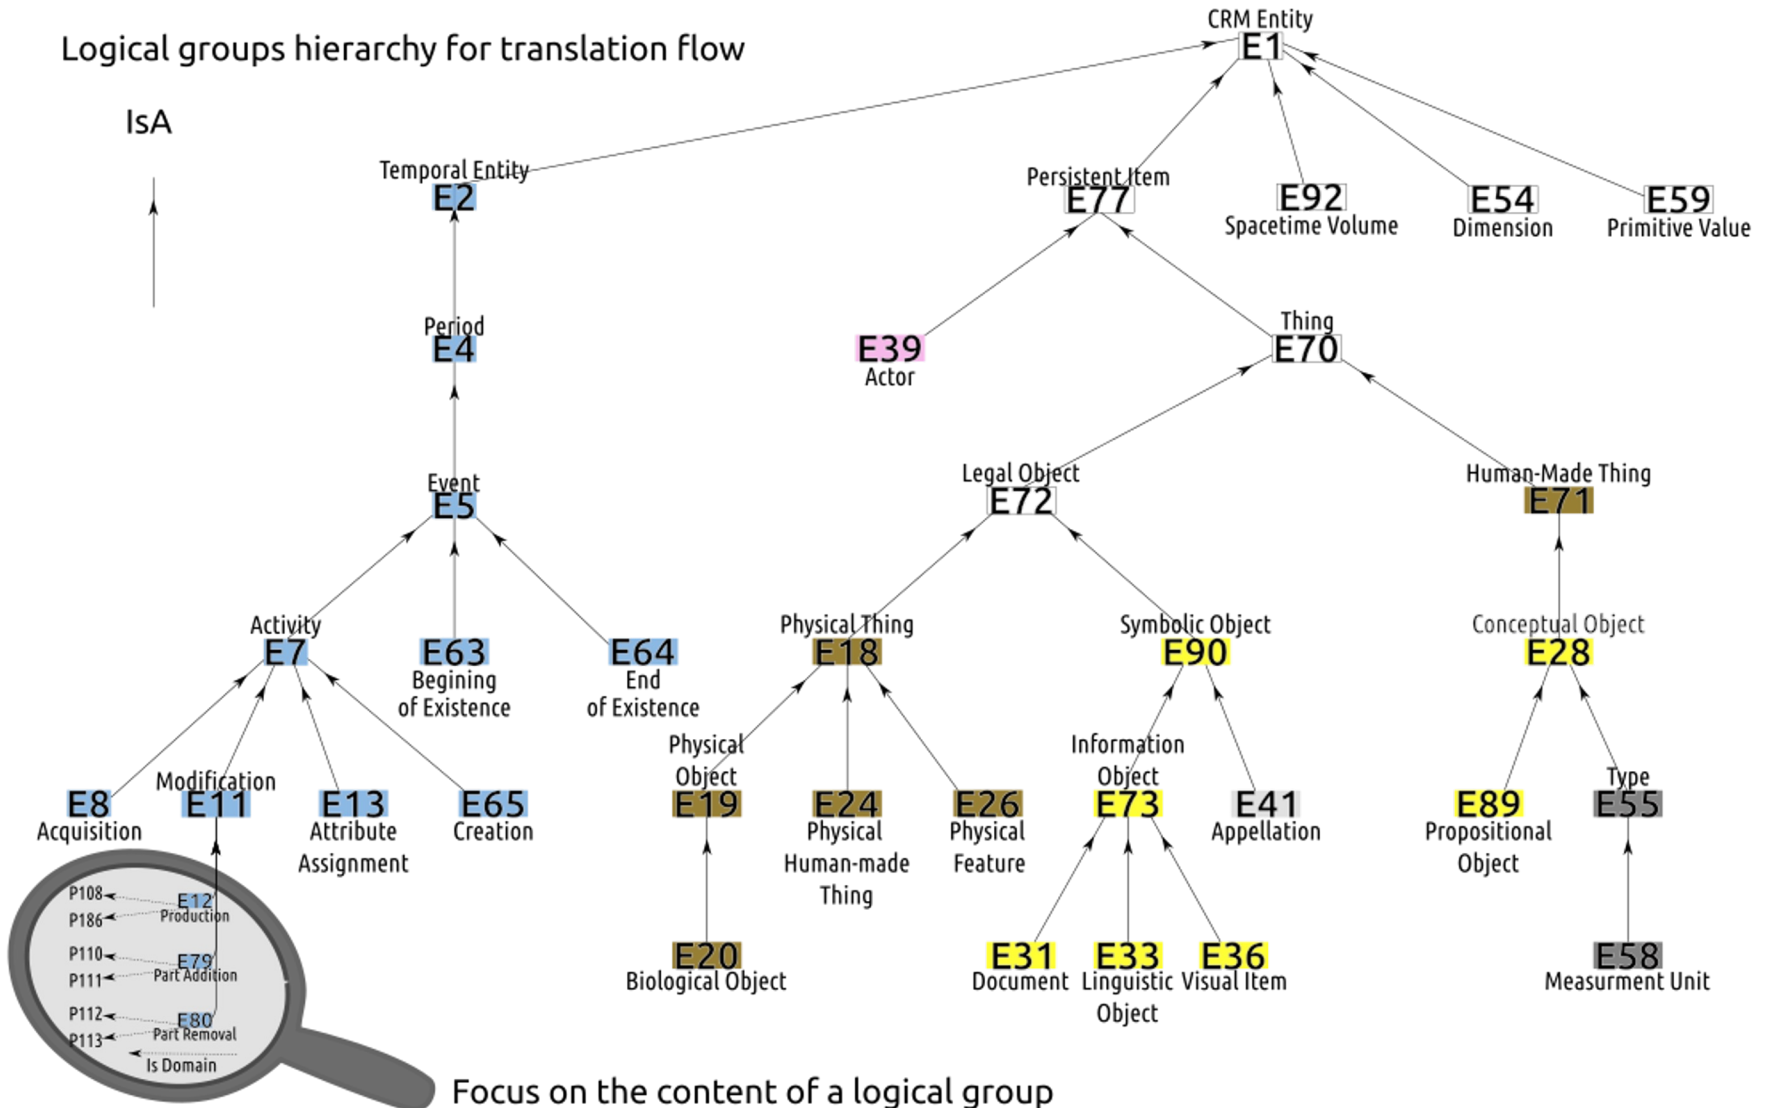 CRM Entity
E1
Logical groups hierarchy for translation flow
IsA
Temporal Entity
E2
Persistent Item
E77
E92
Spacetime Volume
E54
Dimension
E59
Primitive Value
Period
E4
E39
Actor
Thing
E70
Event
E5
Legal Object
E72
Human-Made Thing
E71
Activity
E7
E63
Begining
of Existence
E64
End
of Existence
Physical Thing
E18
Symbolic Object
E90
Conceptual Object
E28
E8
Acquisition
Modification
E11
E13
Attribute
Assignment
E65
Creation
Physical
Object
E19
E24
Physical
Human-made
Thing
E26
Physical
Feature
Information
Object
E73
E41
Appellation
E89
Propositional
Object
Type
E55
P108
P186
E12
Production
P110
P111
E79
Part Addition
P112
P113
E80
Part Removal
Is Domain
E20
Biological Object
E31
Document
E33
Linguistic
Object
E36
Visual Item
E58
Measurment Unit
Focus on the content of a logical group